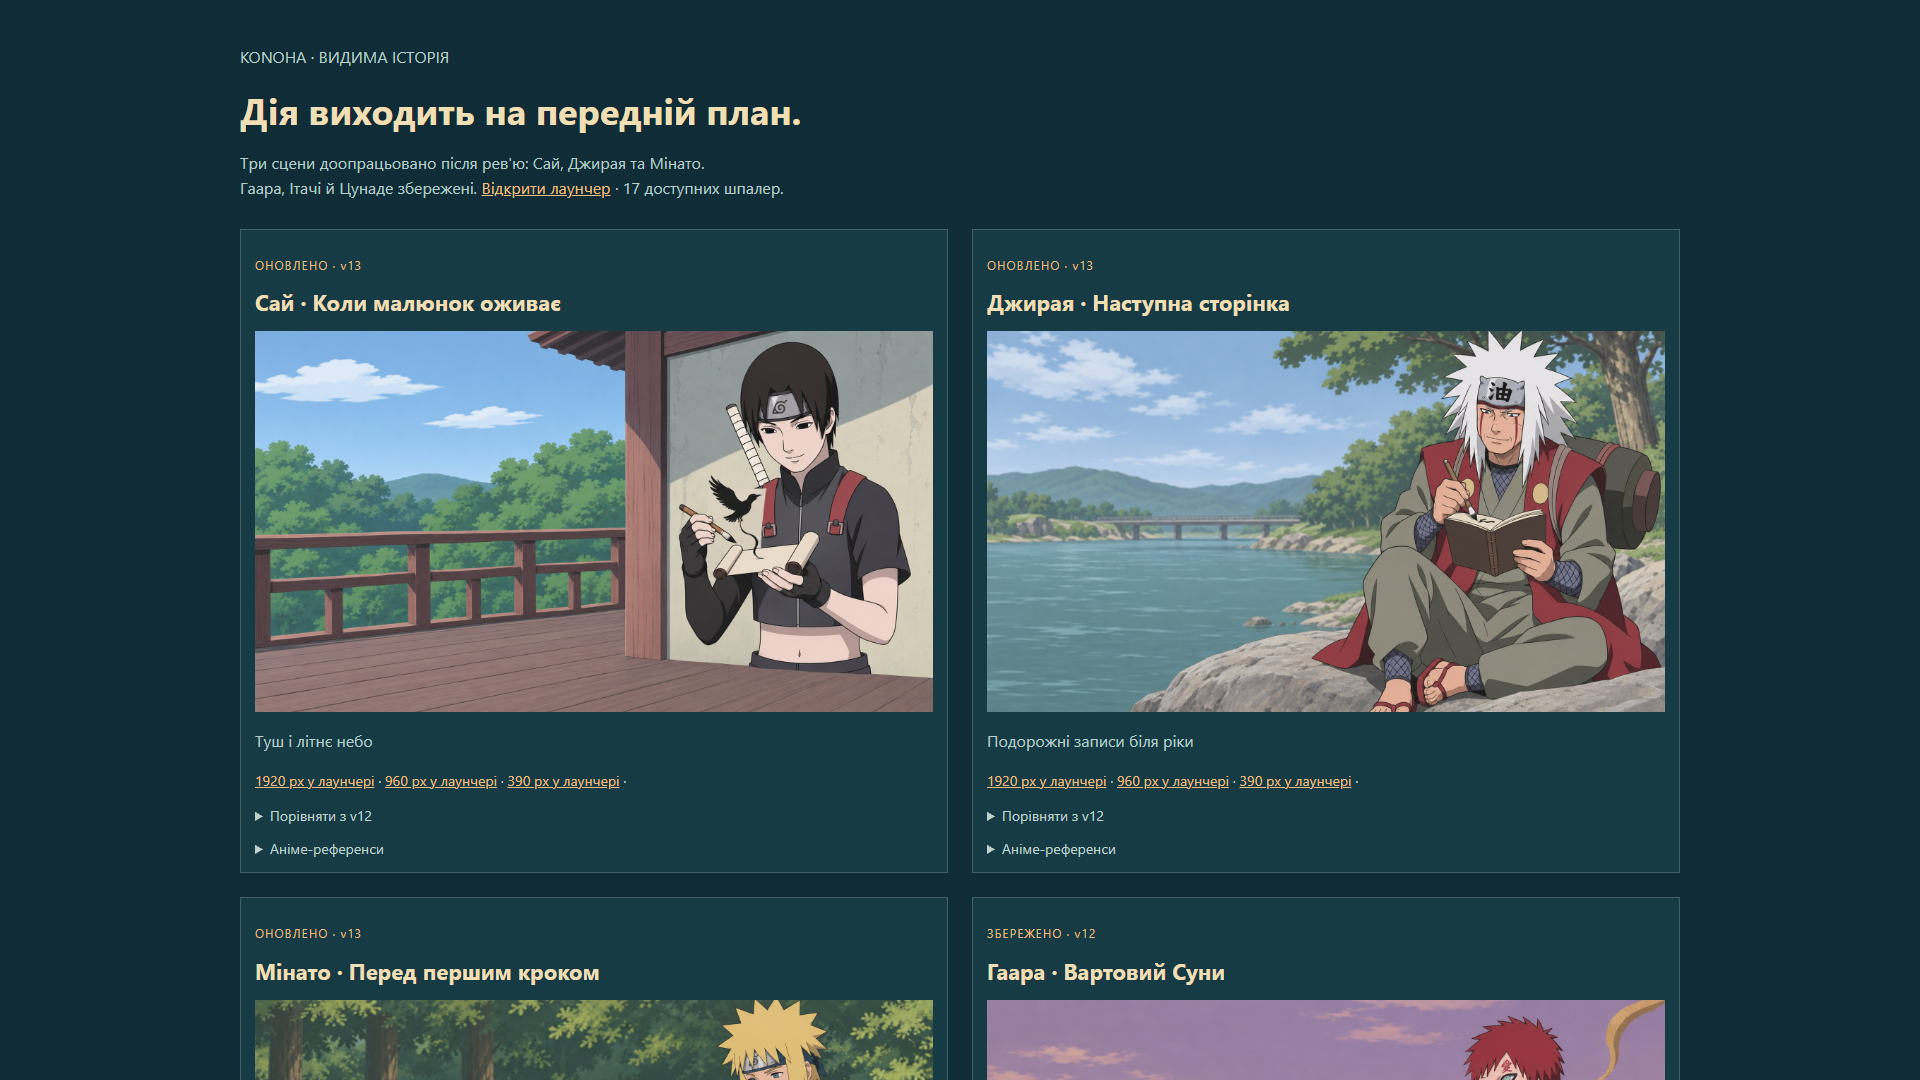 KONOHA · ВИДИМА ІСТОРІЯ
Дія виходить на передній план.
Три сцени доопрацьовано після рев'ю: Сай, Джирая та Мінато.
Гаара, Ітачі й Цунаде збережені. Відкрити лаунчер · 17 доступних шпалер.
ОНОВЛЕНО · v13
Сай · Коли малюнок оживає
Туш і літнє небо
1920 px у лаунчері · 960 px у лаунчері · 390 px у лаунчері ·
▶ Порівняти з v12
▶ Аніме-референси
ОНОВЛЕНО · v13
Джирая · Наступна сторінка
油
Подорожні записи біля ріки
1920 px у лаунчері · 960 px у лаунчері · 390 px у лаунчері ·
▶ Порівняти з v12
▶ Аніме-референси
ОНОВЛЕНО · v13
Мінато · Перед першим кроком
ЗБЕРЕЖЕНО · v12
Гаара · Вартовий Суни
愛